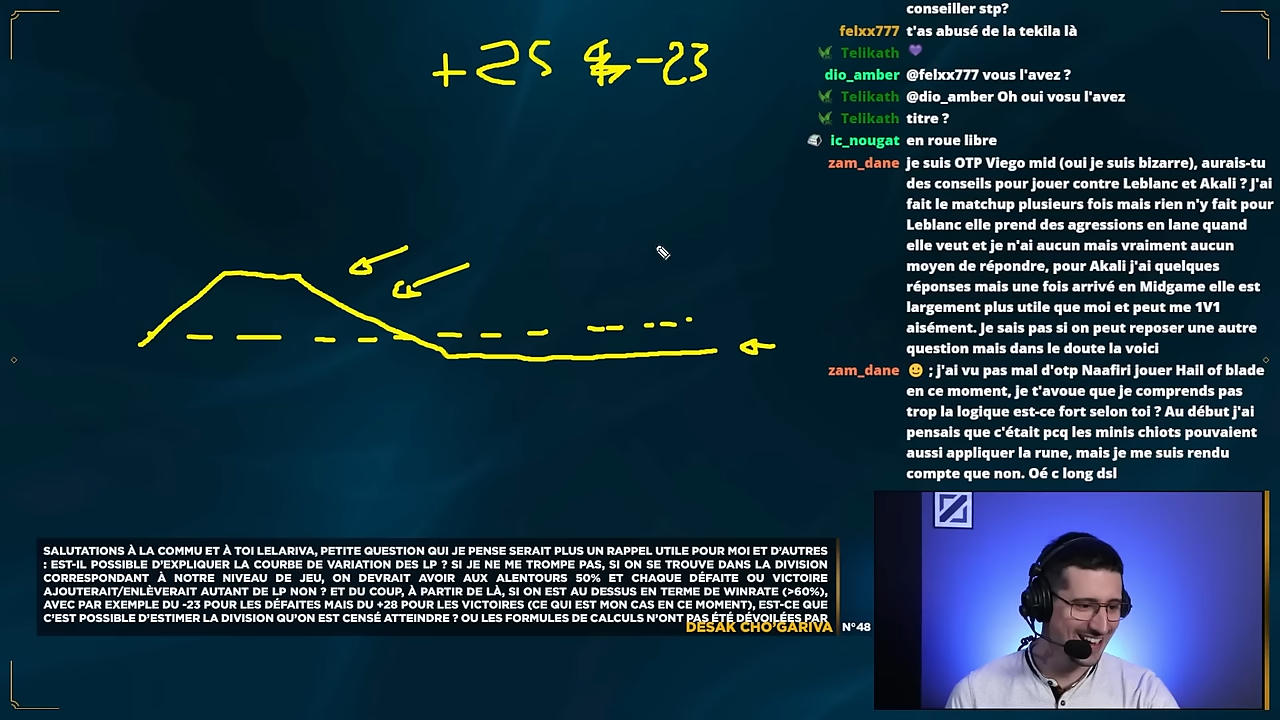 +25 -23
conseiller stp?
felxx777 t'as abusé de la tekila là
Telikath
dio_amber @felxx777 vous l'avez ?
Telikath @dio_amber Oh oui vosu l'avez
Telikath titre ?
ic_nougat en roue libre
zam_dane je suis OTP Viego mid (oui je suis bizarre), aurais-tu
des conseils pour jouer contre Leblanc et Akali ? J'ai
fait le matchup plusieurs fois mais rien n'y fait pour
Leblanc elle prend des agressions en lane quand
elle veut et je n'ai aucun mais vraiment aucun
moyen de répondre, pour Akali j'ai quelques
réponses mais une fois arrivé en Midgame elle est
largement plus utile que moi et peut me 1V1
aisément. Je sais pas si on peut reposer une autre
question mais dans le doute la voici
zam_dane ; j'ai vu pas mal d'otp Naafiri jouer Hail of blade
en ce moment, je t'avoue que je comprends pas
trop la logique est-ce fort selon toi ? Au début j'ai
pensais que c'était pcq les minis chiots pouvaient
aussi appliquer la rune, mais je me suis rendu
compte que non. Oé c long dsl
SALUTATIONS À LA COMMU ET À TOI LELARIVA, PETITE QUESTION QUI JE PENSE SERAIT PLUS UN RAPPEL UTILE POUR MOI ET D'AUTRES
: EST-IL POSSIBLE D'EXPLIQUER LA COURBE DE VARIATION DES LP ? SI JE NE ME TROMPE PAS, SI ON SE TROUVE DANS LA DIVISION
CORRESPONDANT À NOTRE NIVEAU DE JEU, ON DEVRAIT AVOIR AUX ALENTOURS 50% ET CHAQUE DÉFAITE OU VICTOIRE
AJOUTERAIT/ENLÈVERAIT AUTANT DE LP NON ? ET DU COUP, À PARTIR DE LÀ, SI ON EST AU DESSUS EN TERME DE WINRATE (>60%),
AVEC PAR EXEMPLE DU -23 POUR LES DÉFAITES MAIS DU +28 POUR LES VICTOIRES (CE QUI EST MON CAS EN CE MOMENT), EST-CE QUE
C'EST POSSIBLE D'ESTIMER LA DIVISION QU'ON EST CENSÉ ATTEINDRE ? OU LES FORMULES DE CALCULS N'ONT PAS ÉTÉ DÉVOILÉES PAR
DESAK CHO'GARIVA N°48